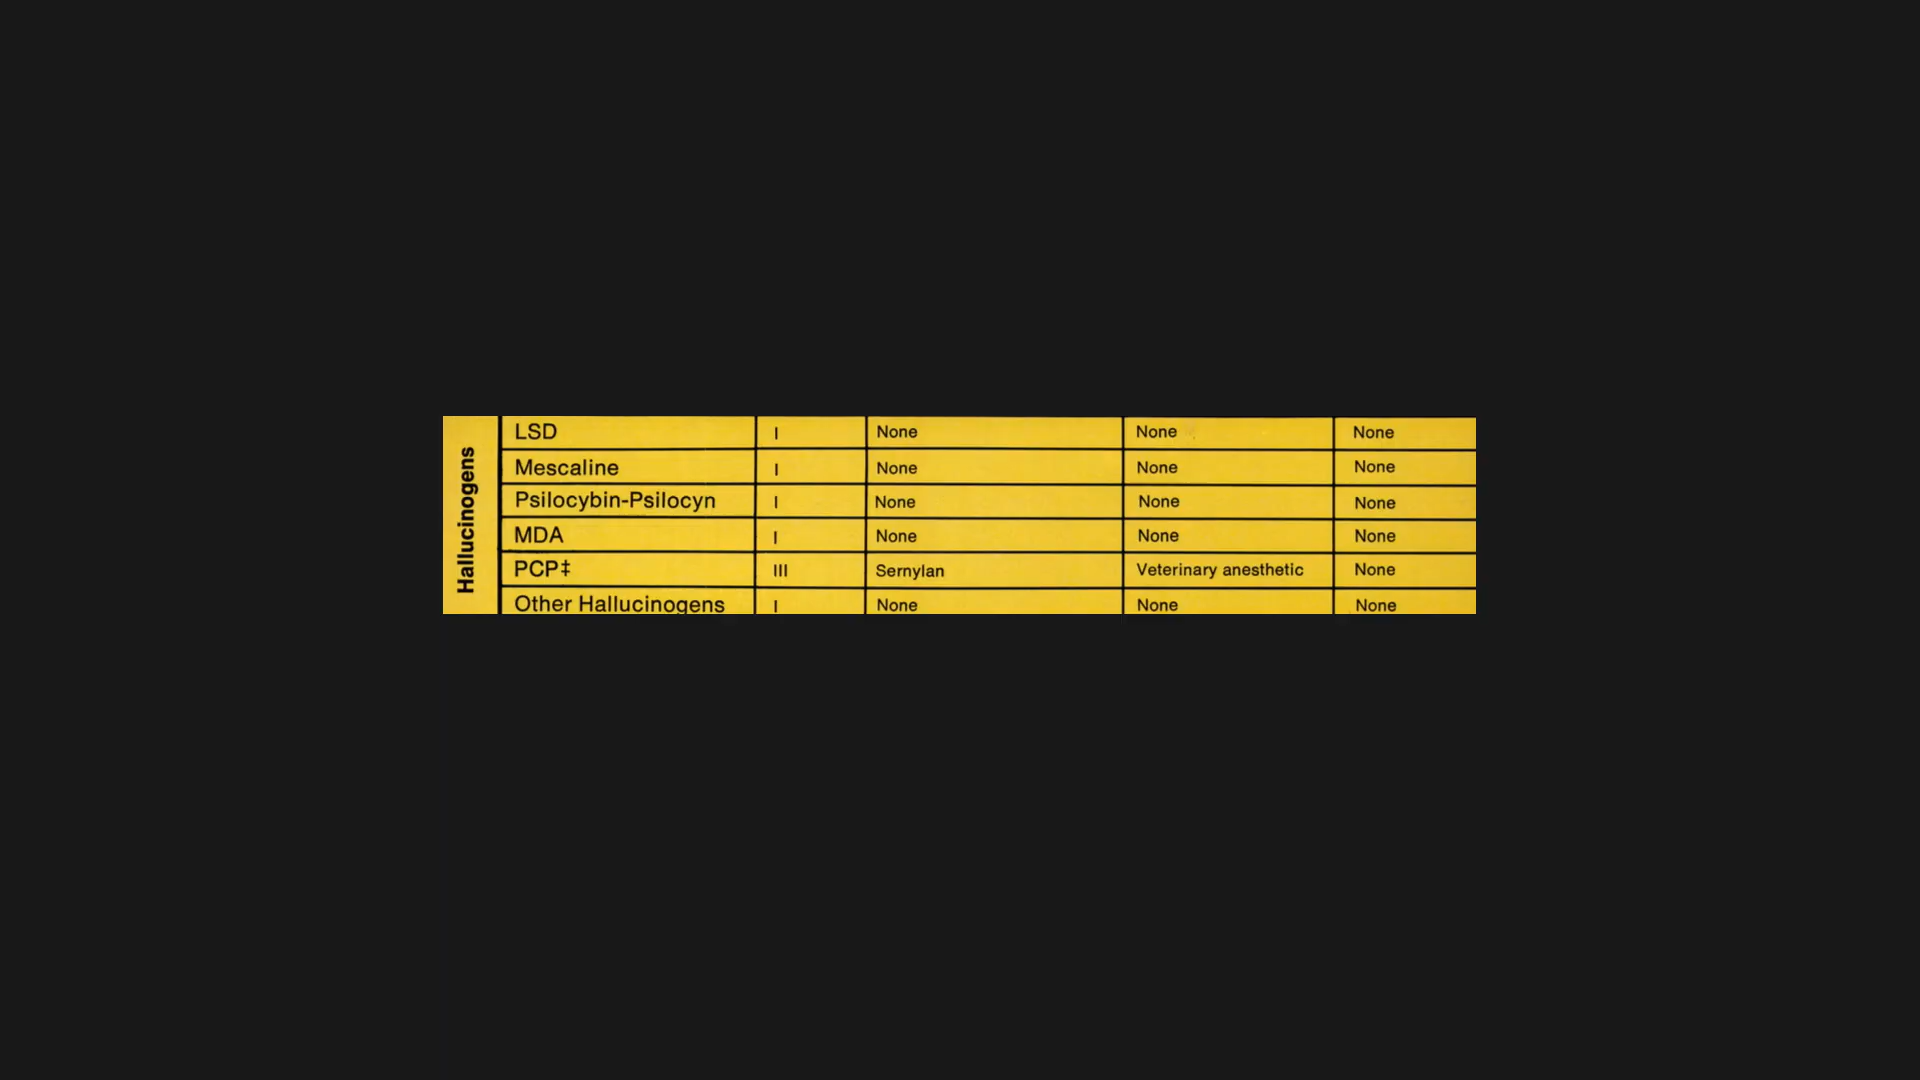 Hallucinogens
LSD I None None None
Mescaline I None None None
Psilocybin-Psilocyn I None None None
MDA I None None None
PCP‡ III Sernylan Veterinary anesthetic None
Other Hallucinogens I None None None